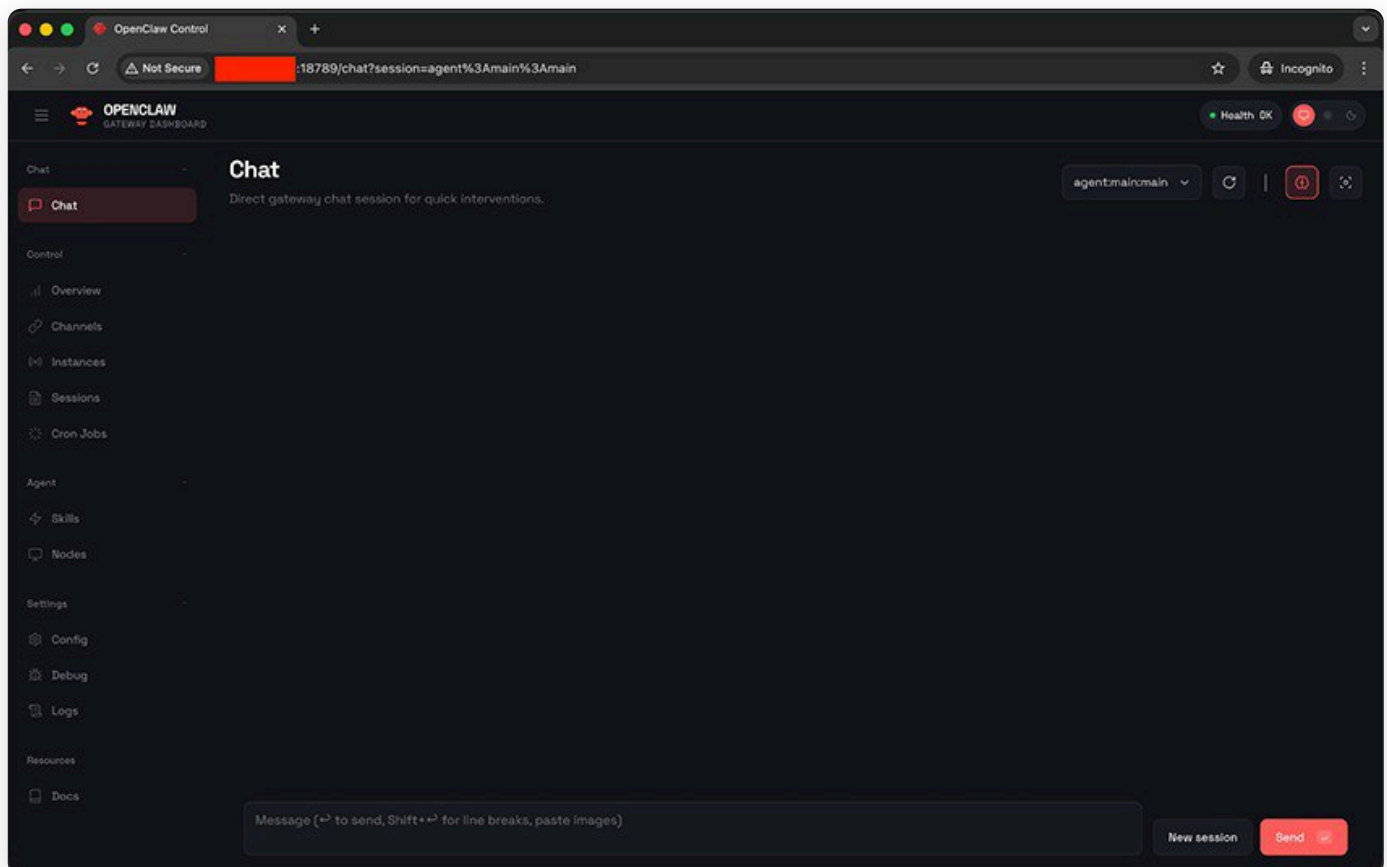 OpenClaw Control
Not Secure
:18789/chat?session=agent%3Amain%3Amain
Incognito
OPENCLAW
GATEWAY DASHBOARD
Health OK
Chat
Chat
Control
Overview
Channels
Instances
Sessions
Cron Jobs
Agent
Skills
Nodes
Settings
Config
Debug
Logs
Resources
Docs
Chat
Direct gateway chat session for quick interventions.
agent:main:main
Message (↩ to send, Shift+↩ for line breaks, paste images)
New session
Send